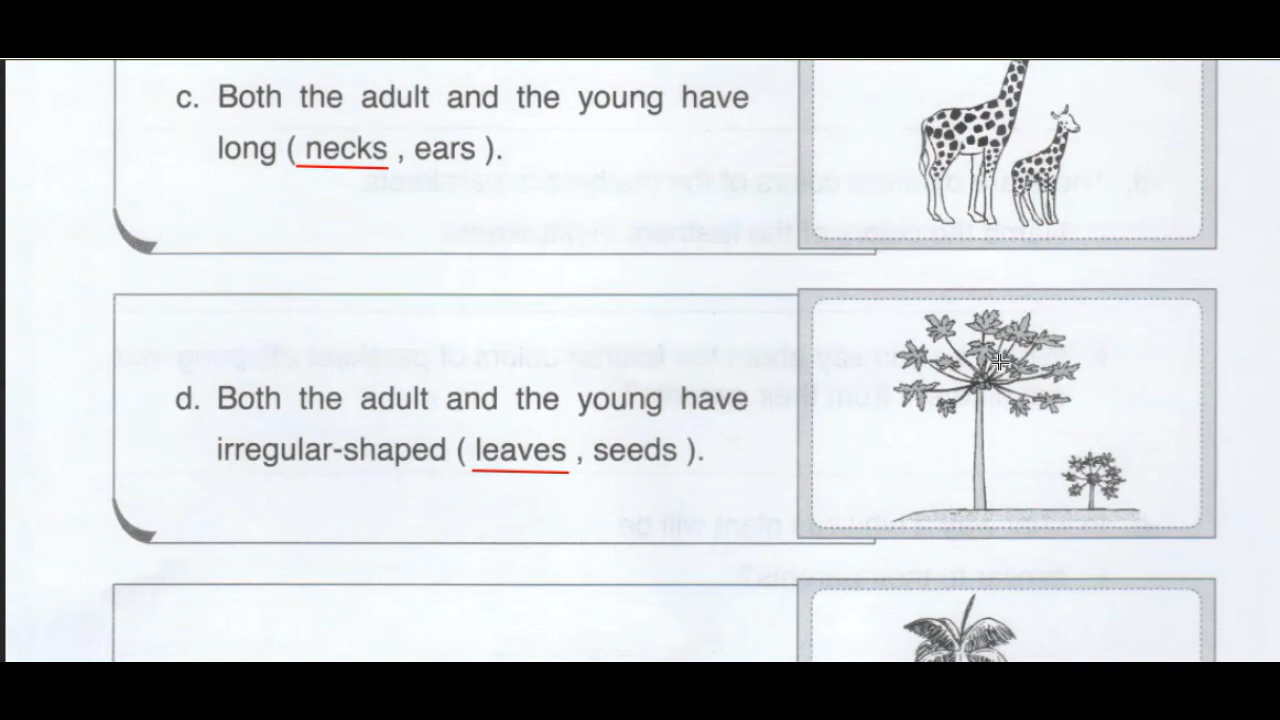 c. Both the adult and the young have
long ( necks , ears ).
d. Both the adult and the young have
irregular-shaped ( leaves , seeds ).